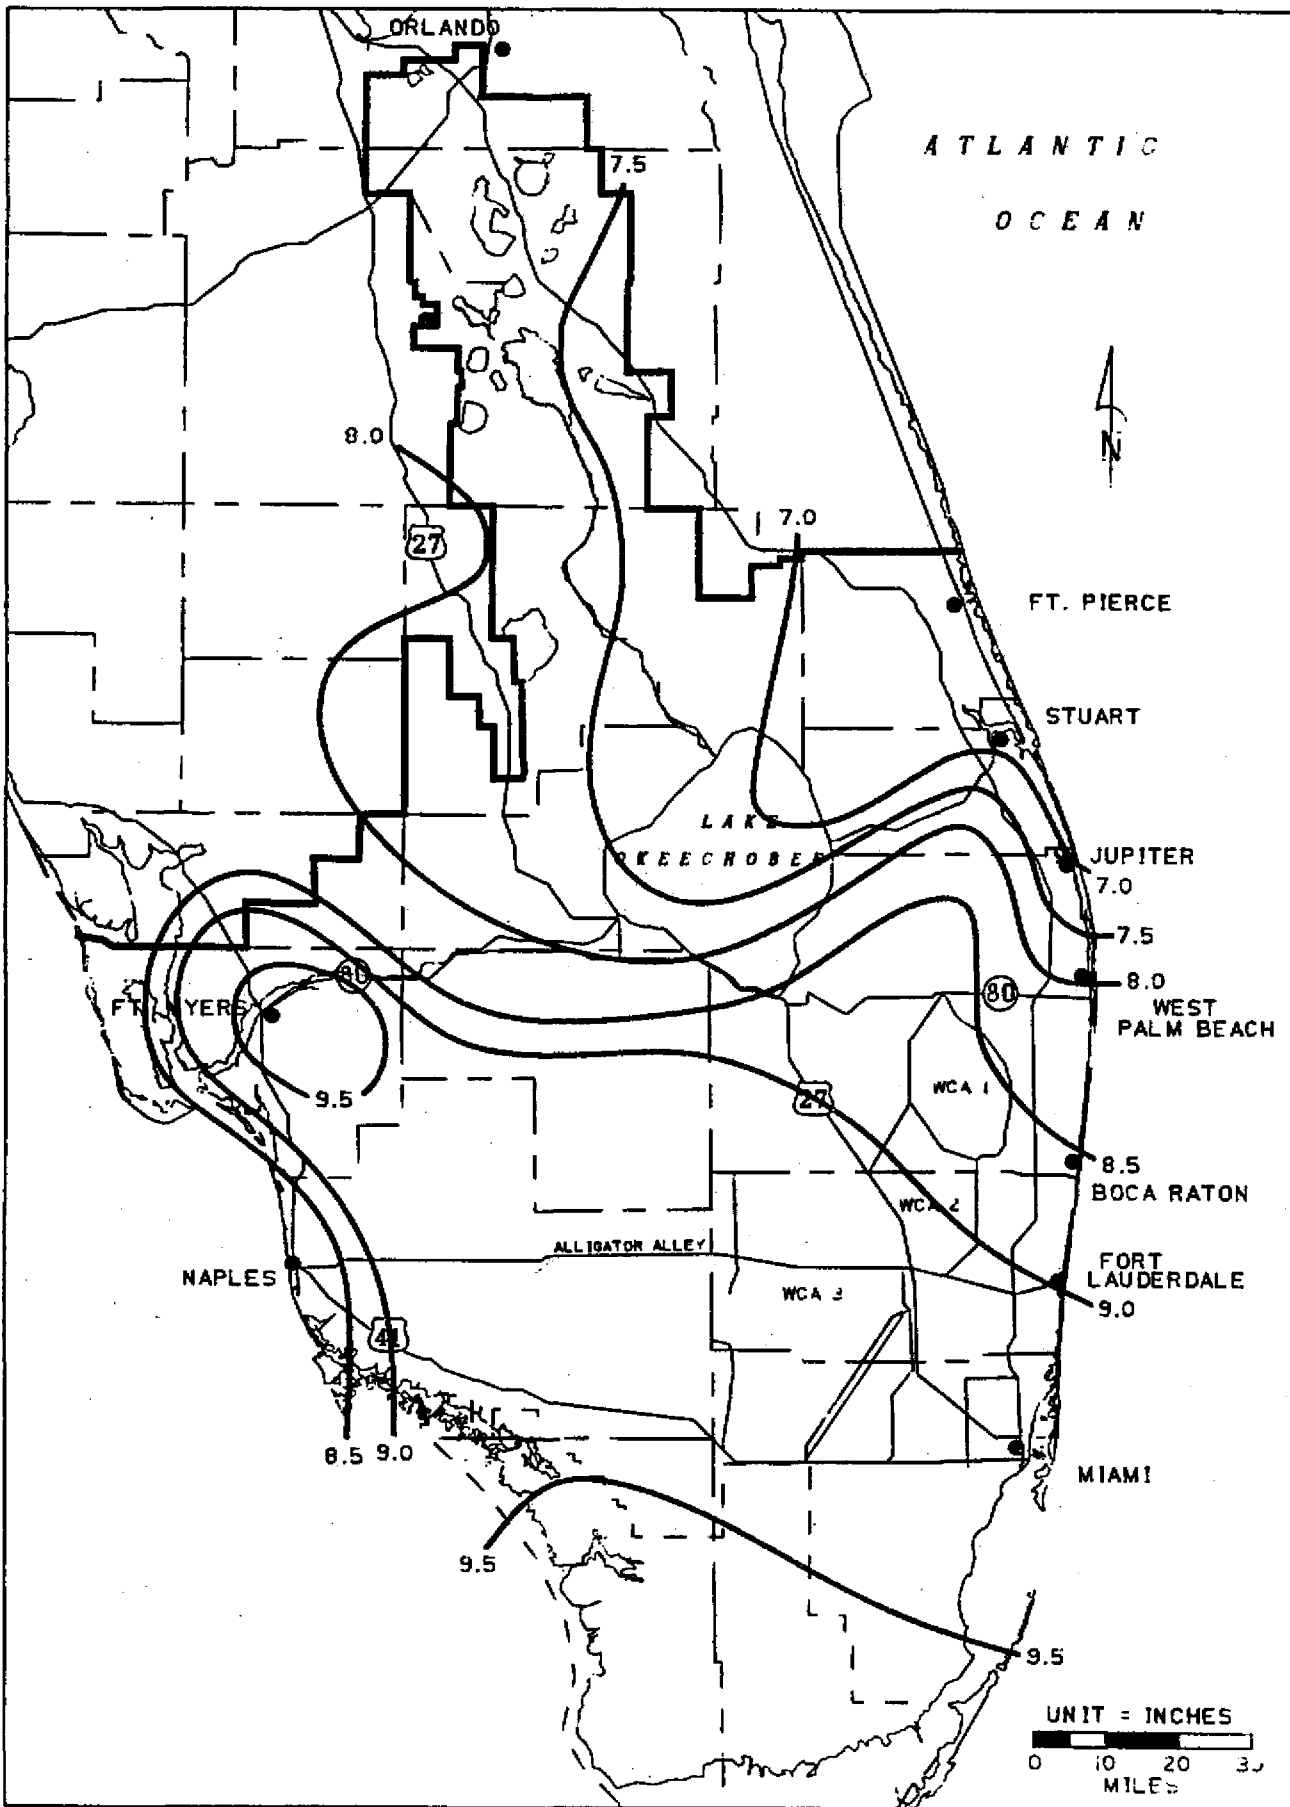 ORLANDO
ATLANTIC
OCEAN
7.5
N
8.0
27
7.0
FT. PIERCE
STUART
LAKE
OKEECHOBEE
JUPITER
7.0
7.5
80
8.0
80
WEST
PALM BEACH
FT. MYERS
9.5
27
WCA 1
8.5
BOCA RATON
WCA 2
ALLIGATOR ALLEY
NAPLES
FORT
LAUDERDALE
WCA 3
9.0
41
8.5
9.0
MIAMI
9.5
9.5
UNIT = INCHES
0 10 20
MILES